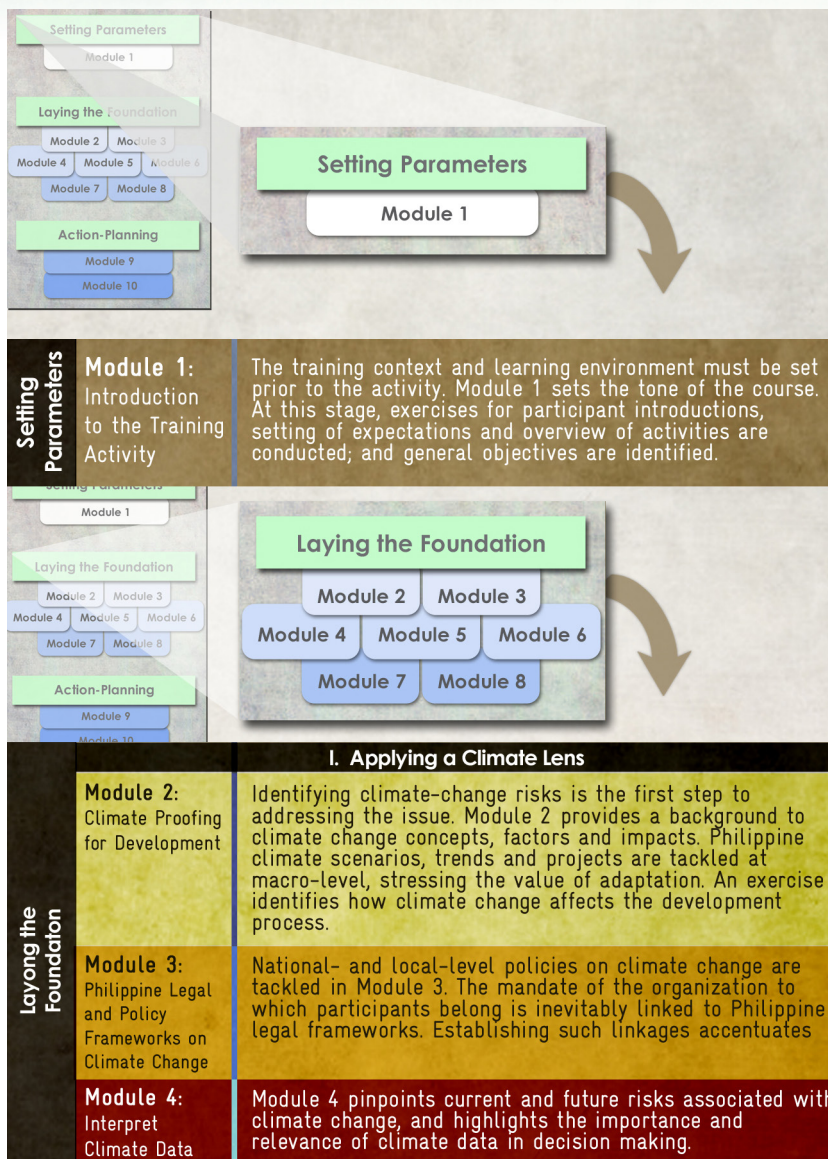 Setting Parameters
Module 1
Laying the Foundation
Module 2 Module 3
Module 4 Module 5 Module 6
Module 7 Module 8
Action-Planning
Module 9
Module 10
Setting Parameters
Module 1
Setting
Parameters
Module 1:
Introduction
to the Training
Activity
The training context and learning environment must be set
prior to the activity. Module 1 sets the tone of the course.
At this stage, exercises for participant introductions,
setting of expectations and overview of activities are
conducted; and general objectives are identified.
Setting Parameters
Module 1
Laying the Foundation
Module 2 Module 3
Module 4 Module 5 Module 6
Module 7 Module 8
Action-Planning
Module 9
Module 10
Laying the Foundation
Module 2 Module 3
Module 4 Module 5 Module 6
Module 7 Module 8
Layong the
Foundaton
I. Applying a Climate Lens
Module 2:
Climate Proofing
for Development
Identifying climate-change risks is the first step to
addressing the issue. Module 2 provides a background to
climate change concepts, factors and impacts. Philippine
climate scenarios, trends and projects are tackled at
macro-level, stressing the value of adaptation. An exercise
identifies how climate change affects the development
process.
Module 3:
Philippine Legal
and Policy
Frameworks on
Climate Change
National- and local-level policies on climate change are
tackled in Module 3. The mandate of the organization to
which participants belong is inevitably linked to Philippine
legal frameworks. Establishing such linkages accentuates
Module 4:
Interpret
Climate Data
Module 4 pinpoints current and future risks associated with
climate change, and highlights the importance and
relevance of climate data in decision making.